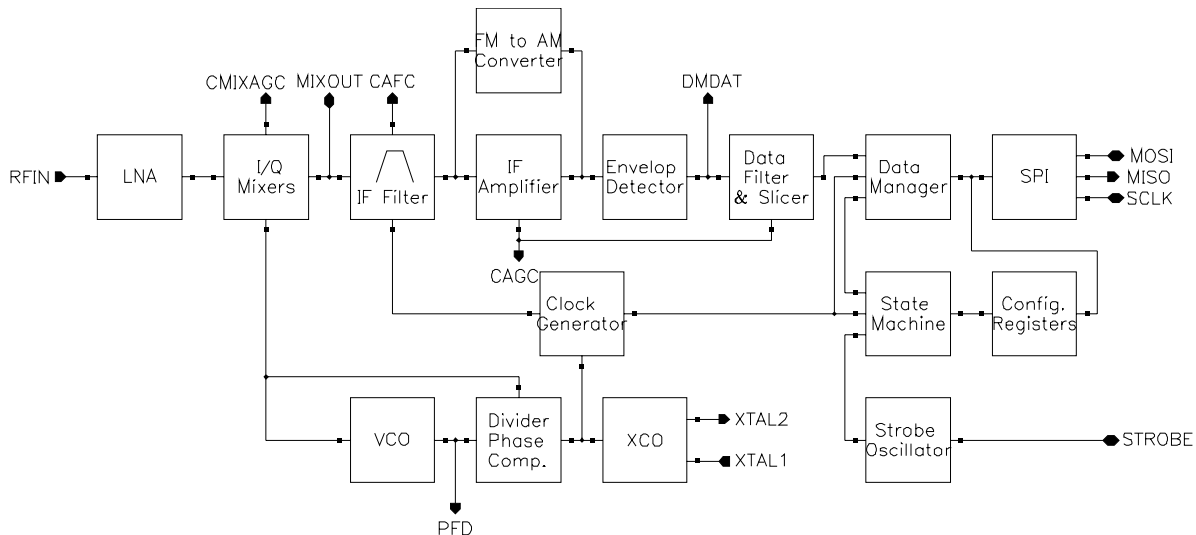 FM to AM
Converter
CMIXAGC
MIXOUT
CAFC
DMDAT
RFIN
LNA
I/Q
Mixers
IF Filter
IF
Amplifier
Envelop
Detector
Data
Filter
& Slicer
Data
Manager
SPI
MOSI
MISO
SCLK
CAGC
Clock
Generator
State
Machine
Config.
Registers
VCO
Divider
Phase
Comp.
XCO
XTAL2
XTAL1
Strobe
Oscillator
STROBE
PFD